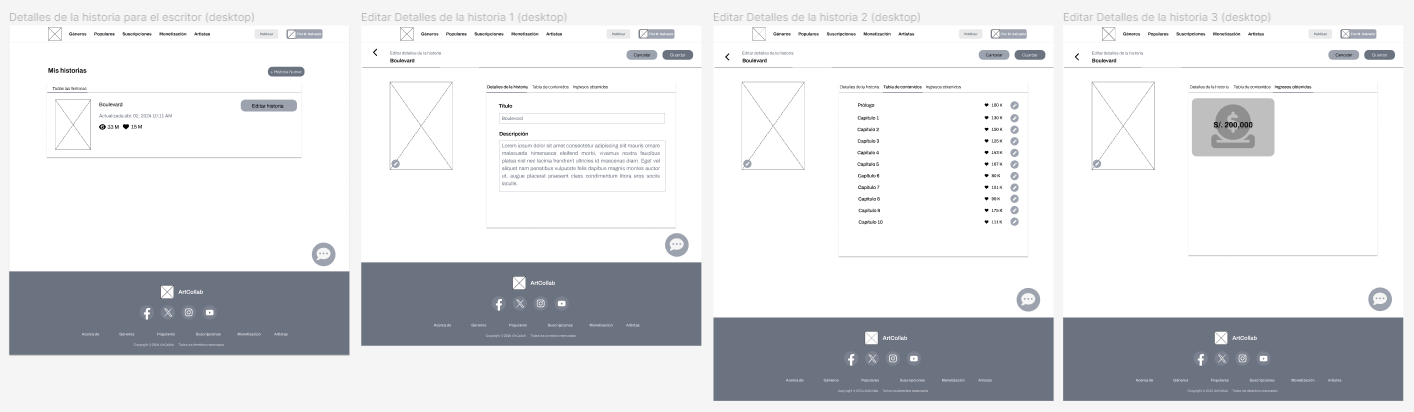 Detalles de la historia para el escritor (desktop)
Géneros Populares Suscripciones Monetización Artistas
Mis historias
+ Historia Nueva
Todas las historias
Boulevard
Editar historia
Actualizada abr. 02, 2024 10:11 AM
33 M 15 M
ArtCollab
Acerca de Géneros Populares Suscripciones Monetización Artistas
Copyright © 2024 ArtCollab Todos los derechos reservados
Editar Detalles de la historia 1 (desktop)
Géneros Populares Suscripciones Monetización Artistas
Editar detalles de la historia
Boulevard
Cancelar Guardar
Detalles de la historia Tabla de contenidos Ingresos obtenidos
Título
Boulevard
Descripción
Lorem ipsum dolor sit amet consectetur adipiscing elit mauris ornare
malesuada himenaeos eleifend morbi, vivamus nostra faucibus
platea nisl nec lacinia hendrerit ultricies id maecenas diam. Eget vel
aliquet nam penatibus vulputate felis dapibus magnis montes auctor
ut, augue placerat praesent class condimentum litora eros sociis
iaculis.
ArtCollab
Acerca de Géneros Populares Suscripciones Monetización Artistas
Copyright © 2024 ArtCollab Todos los derechos reservados
Editar Detalles de la historia 2 (desktop)
Géneros Populares Suscripciones Monetización Artistas
Editar detalles de la historia
Boulevard
Cancelar Guardar
Detalles de la historia Tabla de contenidos Ingresos obtenidos
Prólogo 180 K
Capítulo 1 130 K
Capítulo 2 150 K
Capítulo 3 125 K
Capítulo 4 153 K
Capítulo 5 167 K
Capítulo 6 80 K
Capítulo 7 101 K
Capítulo 8 99 K
Capítulo 9 175 K
Capítulo 10 111 K
ArtCollab
Acerca de Géneros Populares Suscripciones Monetización Artistas
Copyright © 2024 ArtCollab Todos los derechos reservados
Editar Detalles de la historia 3 (desktop)
Géneros Populares Suscripciones Monetización Artistas
Editar detalles de la historia
Boulevard
Cancelar Guardar
Detalles de la historia Tabla de contenidos Ingresos obtenidos
S/. 200,000
ArtCollab
Acerca de Géneros Populares Suscripciones Monetización Artistas
Copyright © 2024 ArtCollab Todos los derechos reservados